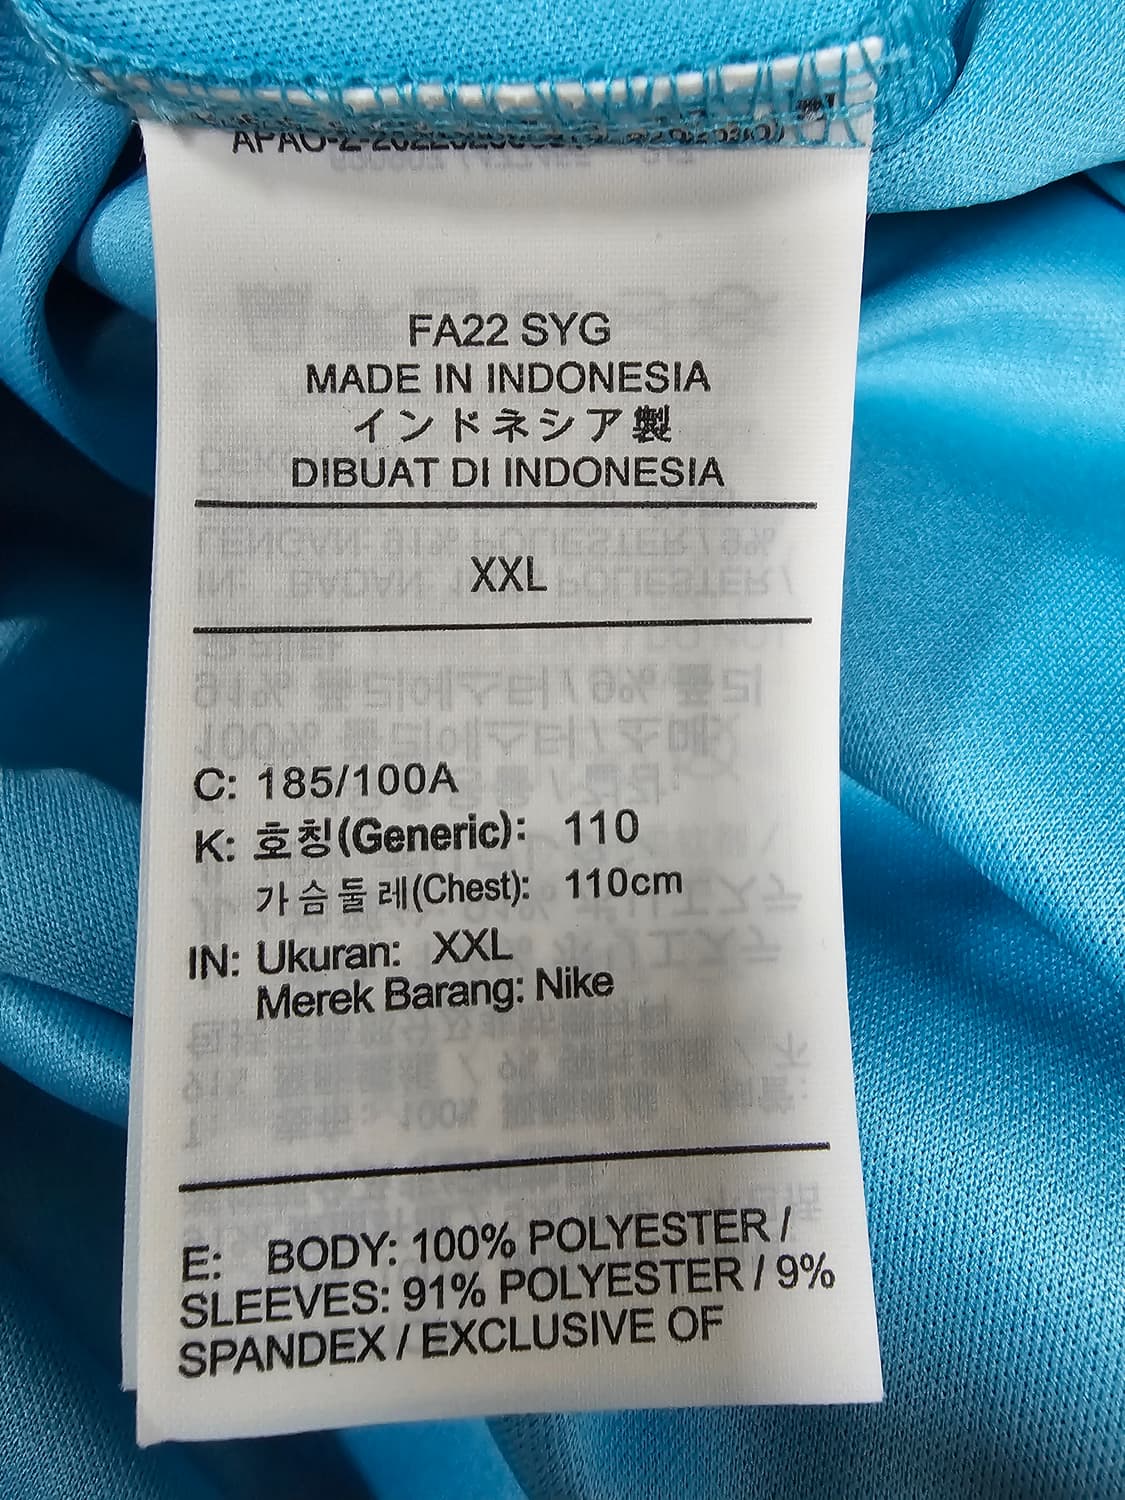 FA22 SYG
MADE IN INDONESIA
インドネシア製
DIBUAT DI INDONESIA
XXL
C: 185/100A
K: 호칭(Generic): 110
가슴둘레(Chest): 110cm
IN: Ukuran: XXL
Merek Barang: Nike
E: BODY: 100% POLYESTER /
SLEEVES: 91% POLYESTER / 9%
SPANDEX / EXCLUSIVE OF